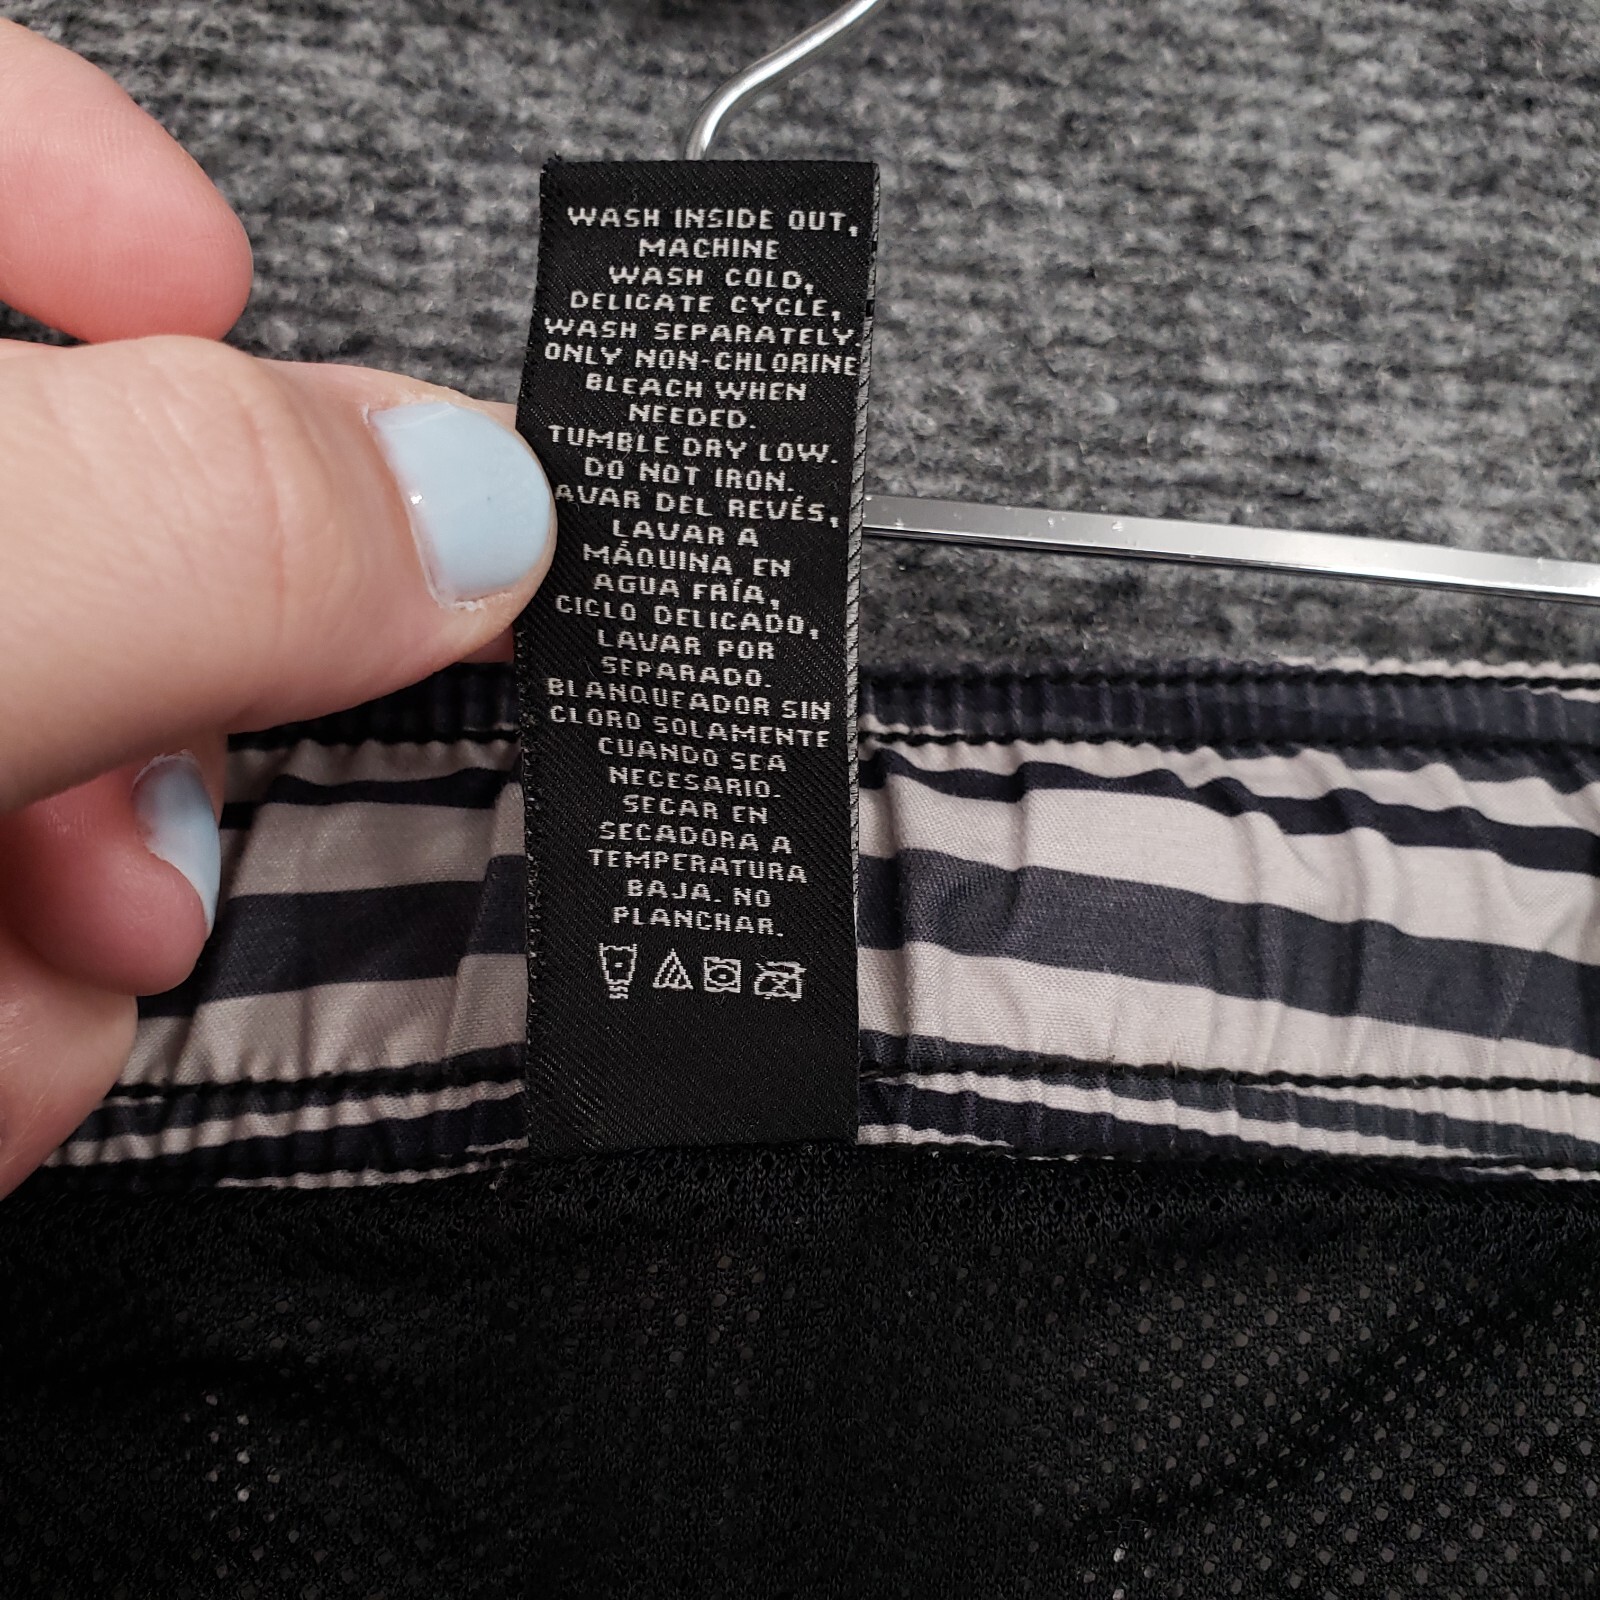 WASH INSIDE OUT,
MACHINE
WASH COLD,
DELICATE CYCLE,
WASH SEPARATELY.
ONLY NON-CHLORINE
BLEACH WHEN
NEEDED.
TUMBLE DRY LOW.
DO NOT IRON.
AVAR DEL REVÉS,
LAVAR A
MÁQUINA EN
AGUA FRÍA,
CICLO DELICADO,
LAVAR POR
SEPARADO.
BLANQUEADOR SIN
CLORO SOLAMENTE
CUANDO SEA
NECESARIO.
SECAR EN
SECADORA A
TEMPERATURA
BAJA. NO
PLANCHAR.